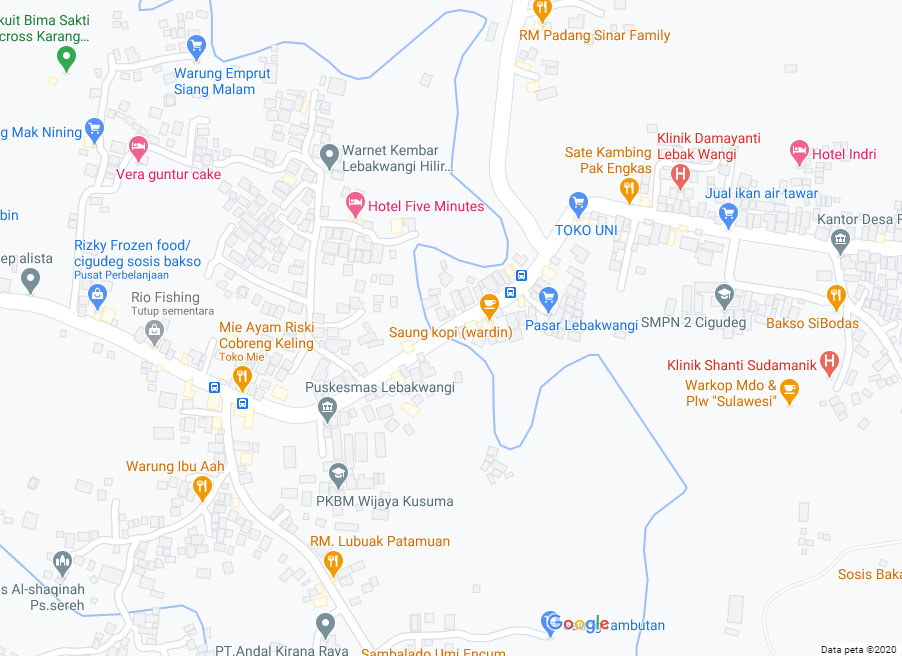 kuit Bima Sakti
cross Karang...
RM Padang Sinar Family
Warung Emprut
Siang Malam
g Mak Nining
Vera guntur cake
Warnet Kembar
Lebakwangi Hilir...
Klinik Damayanti
Lebak Wangi
Sate Kambing
Pak Engkas
Hotel Indri
Jual ikan air tawar
Hotel Five Minutes
bin
TOKO UNI
Kantor Desa R
Rizky Frozen food/
cigudeg sosis bakso
Pusat Perbelanjaan
ep alista
Rio Fishing
Tutup sementara
Mie Ayam Riski
Cobreng Keling
Toko Mie
Saung kopi (wardin)
Pasar Lebakwangi
SMPN 2 Cigudeg
Bakso SiBodas
Klinik Shanti Sudamanik
Warkop Mdo &
Plw "Sulawesi"
Puskesmas Lebakwangi
Warung Ibu Aah
PKBM Wijaya Kusuma
RM. Lubuak Patamuan
s Al-shaqinah
Ps.sereh
Sosis Baka
Google
ambutan
PT.Andal Kirana Raya
Sambalado Umi Encum
Data peta ©2020